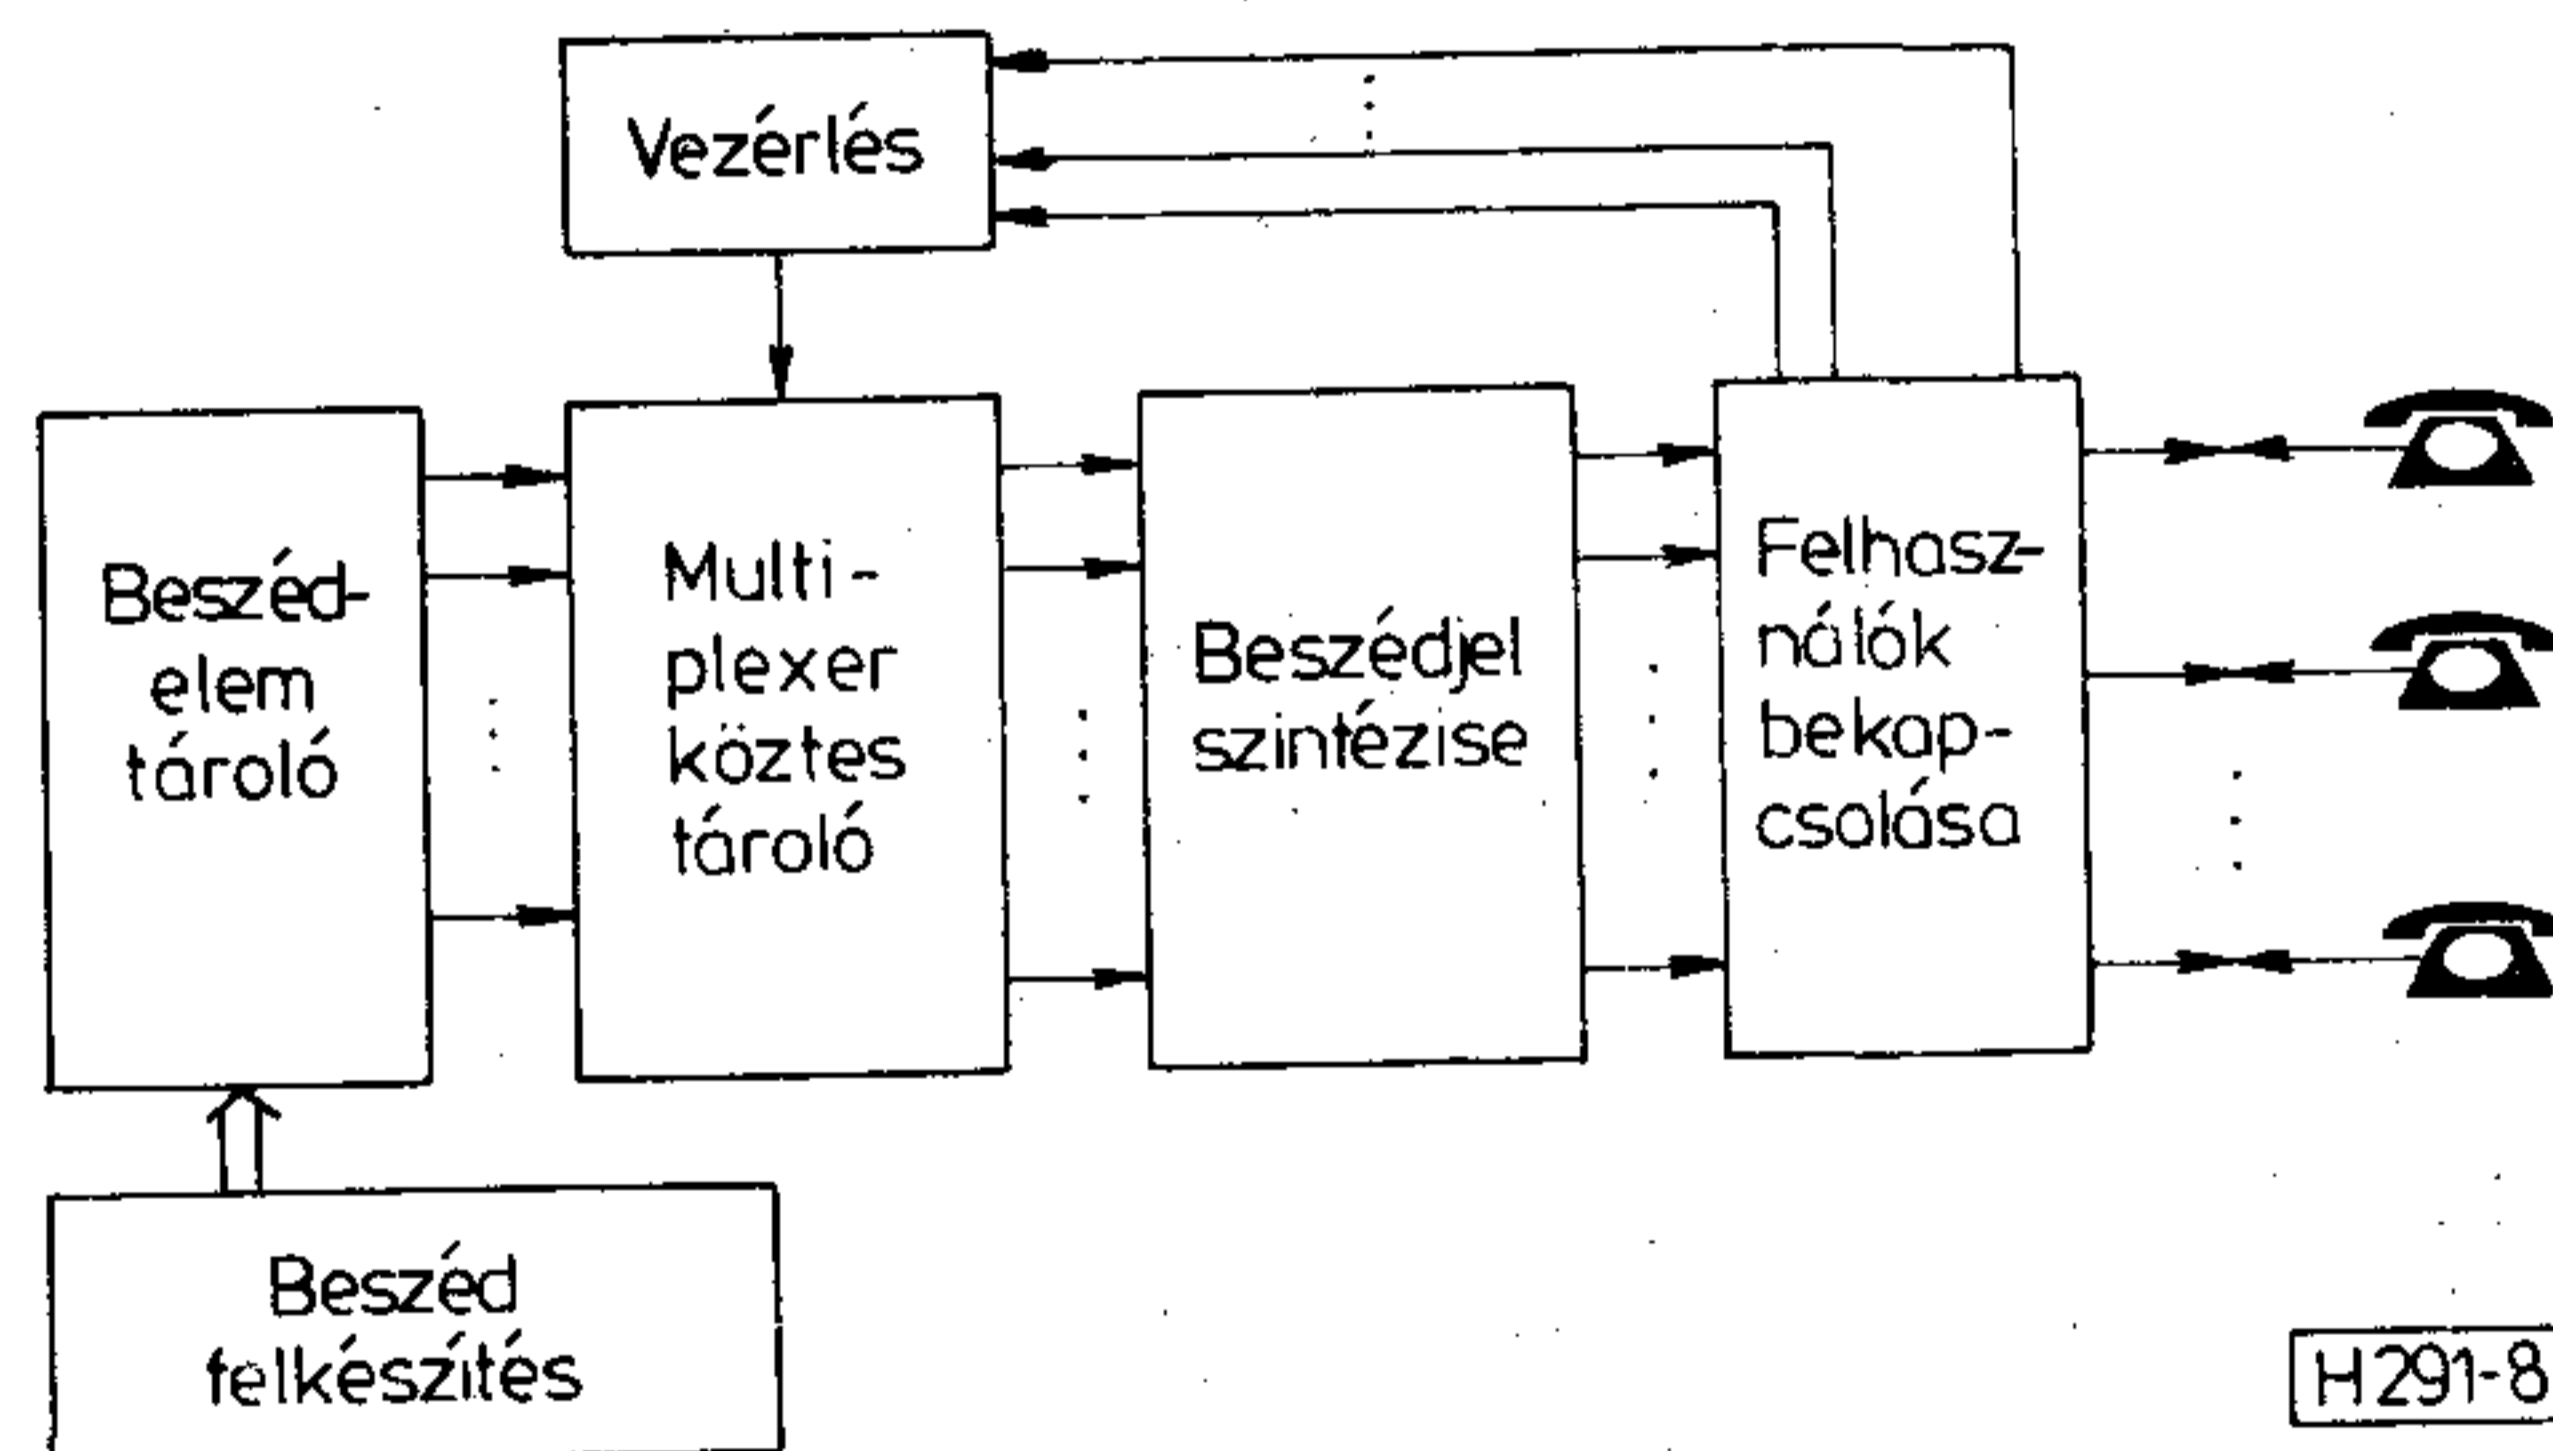 Vezérlés
Beszéd-
elem
tároló
Multi-
plexer
köztes
tároló
Beszédjel
szintézise
Felhasz-
nálók
bekap-
csolása
Beszéd
felkészítés
H291-8